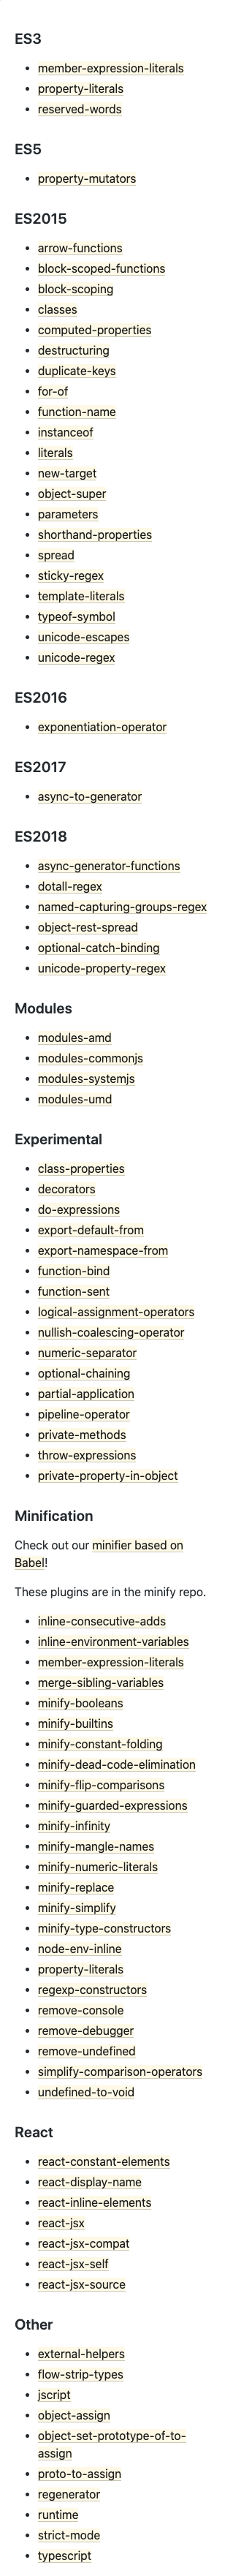 ES3
member-expression-literals
property-literals
reserved-words
ES5
property-mutators
ES2015
arrow-functions
block-scoped-functions
block-scoping
classes
computed-properties
destructuring
duplicate-keys
for-of
function-name
instanceof
literals
new-target
object-super
parameters
shorthand-properties
spread
sticky-regex
template-literals
typeof-symbol
unicode-escapes
unicode-regex
ES2016
exponentiation-operator
ES2017
async-to-generator
ES2018
async-generator-functions
dotall-regex
named-capturing-groups-regex
object-rest-spread
optional-catch-binding
unicode-property-regex
Modules
modules-amd
modules-commonjs
modules-systemjs
modules-umd
Experimental
class-properties
decorators
do-expressions
export-default-from
export-namespace-from
function-bind
function-sent
logical-assignment-operators
nullish-coalescing-operator
numeric-separator
optional-chaining
partial-application
pipeline-operator
private-methods
throw-expressions
private-property-in-object
Minification
Check out our minifier based on
Babel!
These plugins are in the minify repo.
inline-consecutive-adds
inline-environment-variables
member-expression-literals
merge-sibling-variables
minify-booleans
minify-builtins
minify-constant-folding
minify-dead-code-elimination
minify-flip-comparisons
minify-guarded-expressions
minify-infinity
minify-mangle-names
minify-numeric-literals
minify-replace
minify-simplify
minify-type-constructors
node-env-inline
property-literals
regexp-constructors
remove-console
remove-debugger
remove-undefined
simplify-comparison-operators
undefined-to-void
React
react-constant-elements
react-display-name
react-inline-elements
react-jsx
react-jsx-compat
react-jsx-self
react-jsx-source
Other
external-helpers
flow-strip-types
jscript
object-assign
object-set-prototype-of-to-
assign
proto-to-assign
regenerator
runtime
strict-mode
typescript